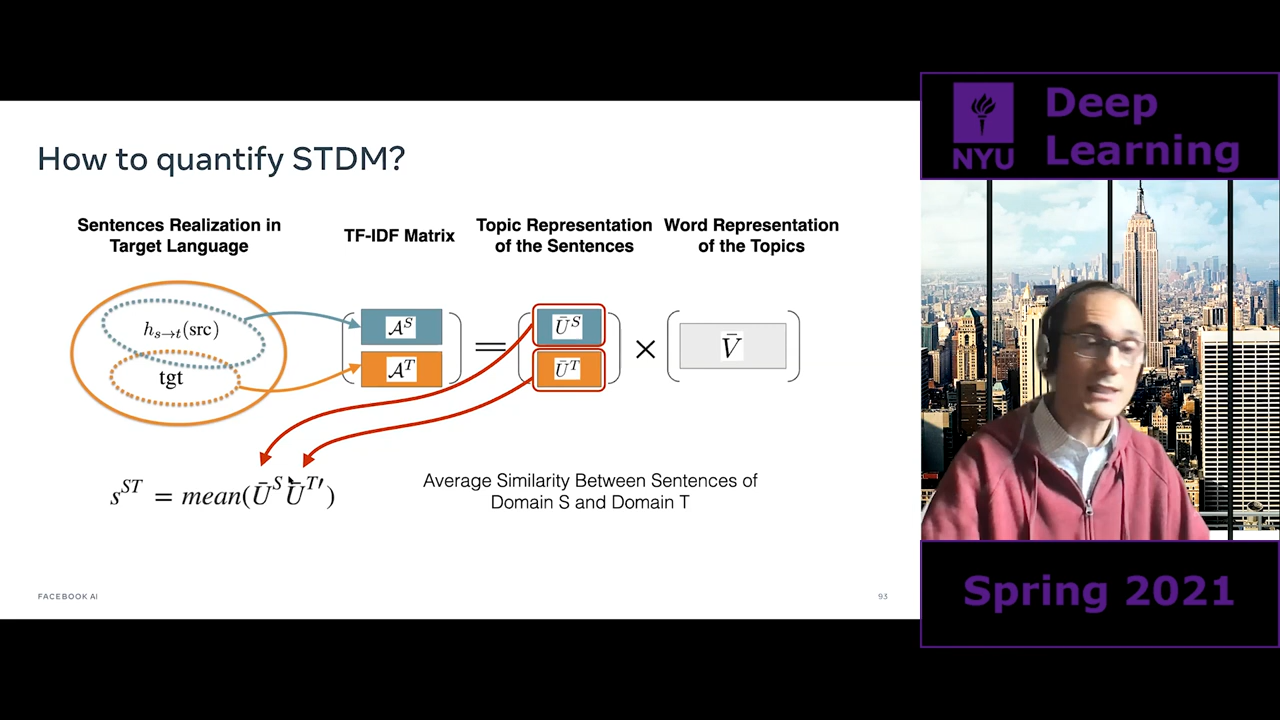 How to quantify STDM?
Sentences Realization in
Target Language
TF-IDF Matrix
Topic Representation
of the Sentences
Word Representation
of the Topics
h_{s→t}(src)
tgt
𝒜^S
𝒜^T
=
Ū^S
Ū^T
×
V̄
s^{ST} = mean(Ū^S Ū^{T′})
Average Similarity Between Sentences of
Domain S and Domain T
FACEBOOK AI
93
NYU
Deep
Learning
Spring 2021